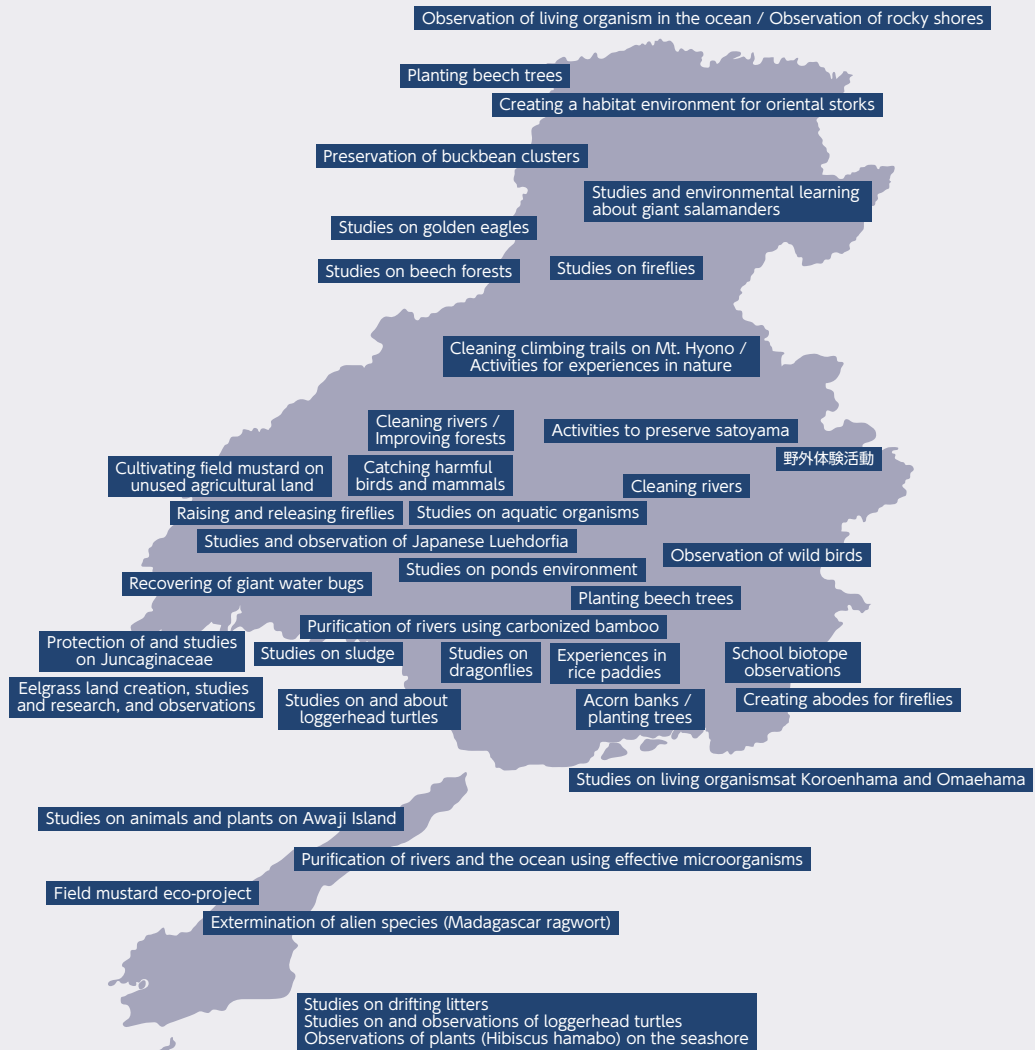 Observation of living organism in the ocean / Observation of rocky shores
Planting beech trees
Creating a habitat environment for oriental storks
Preservation of buckbean clusters
Studies and environmental learning
about giant salamanders
Studies on golden eagles
Studies on beech forests
Studies on fireflies
Cleaning climbing trails on Mt. Hyono /
Activities for experiences in nature
Cleaning rivers /
Improving forests
Activities to preserve satoyama
野外体験活動
Cultivating field mustard on
unused agricultural land
Catching harmful
birds and mammals
Cleaning rivers
Raising and releasing fireflies
Studies on aquatic organisms
Studies and observation of Japanese Luehdorfia
Observation of wild birds
Studies on ponds environment
Recovering of giant water bugs
Planting beech trees
Purification of rivers using carbonized bamboo
Protection of and studies
on Juncaginaceae
Studies on sludge
Studies on
dragonflies
Experiences in
rice paddies
School biotope
observations
Eelgrass land creation, studies
and research, and observations
Studies on and about
loggerhead turtles
Acorn banks /
planting trees
Creating abodes for fireflies
Studies on living organismsat Koroenhama and Omaehama
Studies on animals and plants on Awaji Island
Purification of rivers and the ocean using effective microorganisms
Field mustard eco-project
Extermination of alien species (Madagascar ragwort)
Studies on drifting litters
Studies on and observations of loggerhead turtles
Observations of plants (Hibiscus hamabo) on the seashore